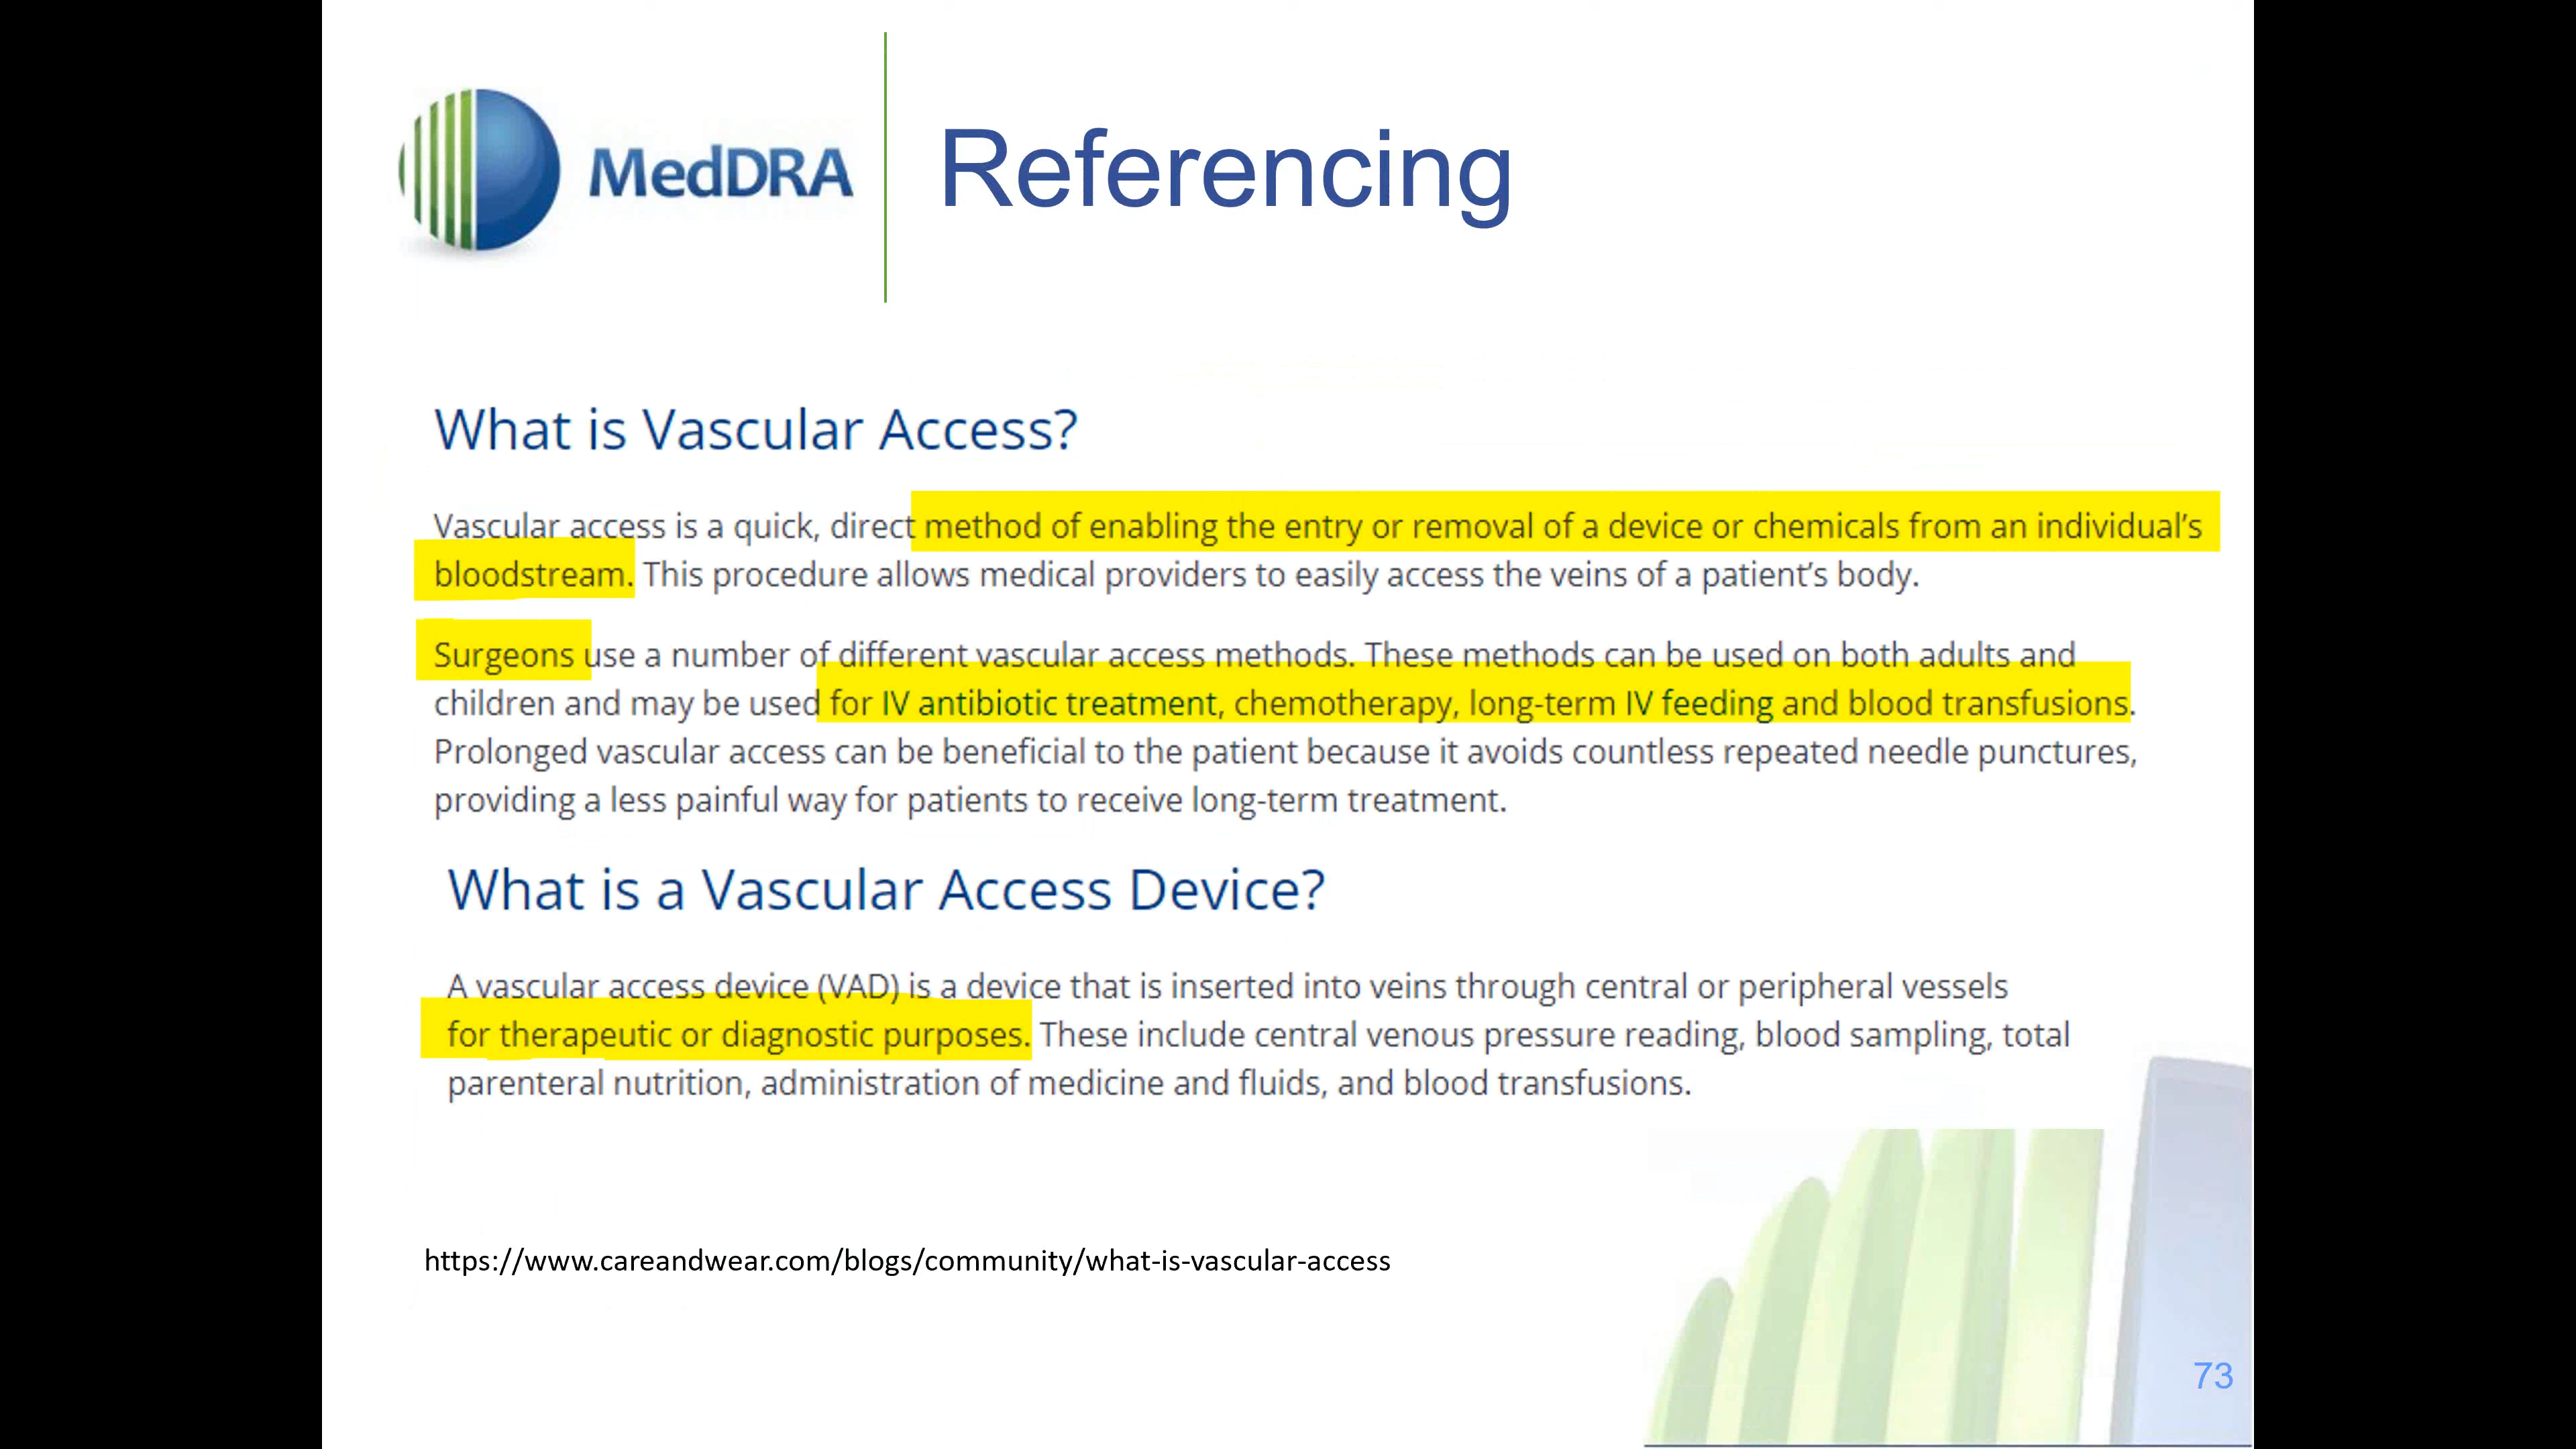 MedDRA
Referencing
What is Vascular Access?
Vascular access is a quick, direct method of enabling the entry or removal of a device or chemicals from an individual’s
bloodstream. This procedure allows medical providers to easily access the veins of a patient’s body.
Surgeons use a number of different vascular access methods. These methods can be used on both adults and
children and may be used for IV antibiotic treatment, chemotherapy, long-term IV feeding and blood transfusions.
Prolonged vascular access can be beneficial to the patient because it avoids countless repeated needle punctures,
providing a less painful way for patients to receive long-term treatment.
What is a Vascular Access Device?
A vascular access device (VAD) is a device that is inserted into veins through central or peripheral vessels
for therapeutic or diagnostic purposes. These include central venous pressure reading, blood sampling, total
parenteral nutrition, administration of medicine and fluids, and blood transfusions.
https://www.careandwear.com/blogs/community/what-is-vascular-access
73